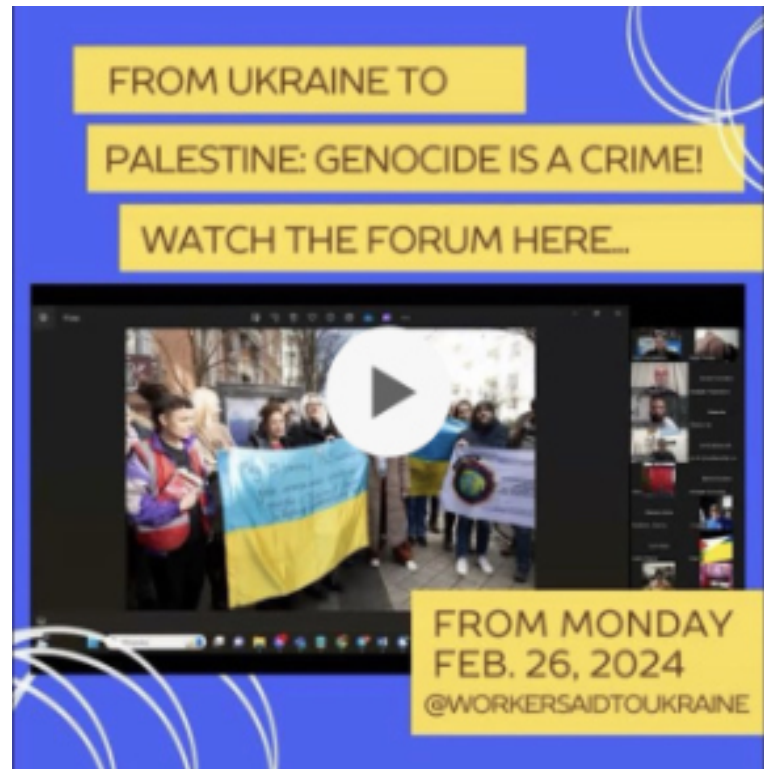 FROM UKRAINE TO
PALESTINE: GENOCIDE IS A CRIME!
WATCH THE FORUM HERE...
FROM MONDAY
FEB. 26, 2024
@WORKERSAIDTOUKRAINE